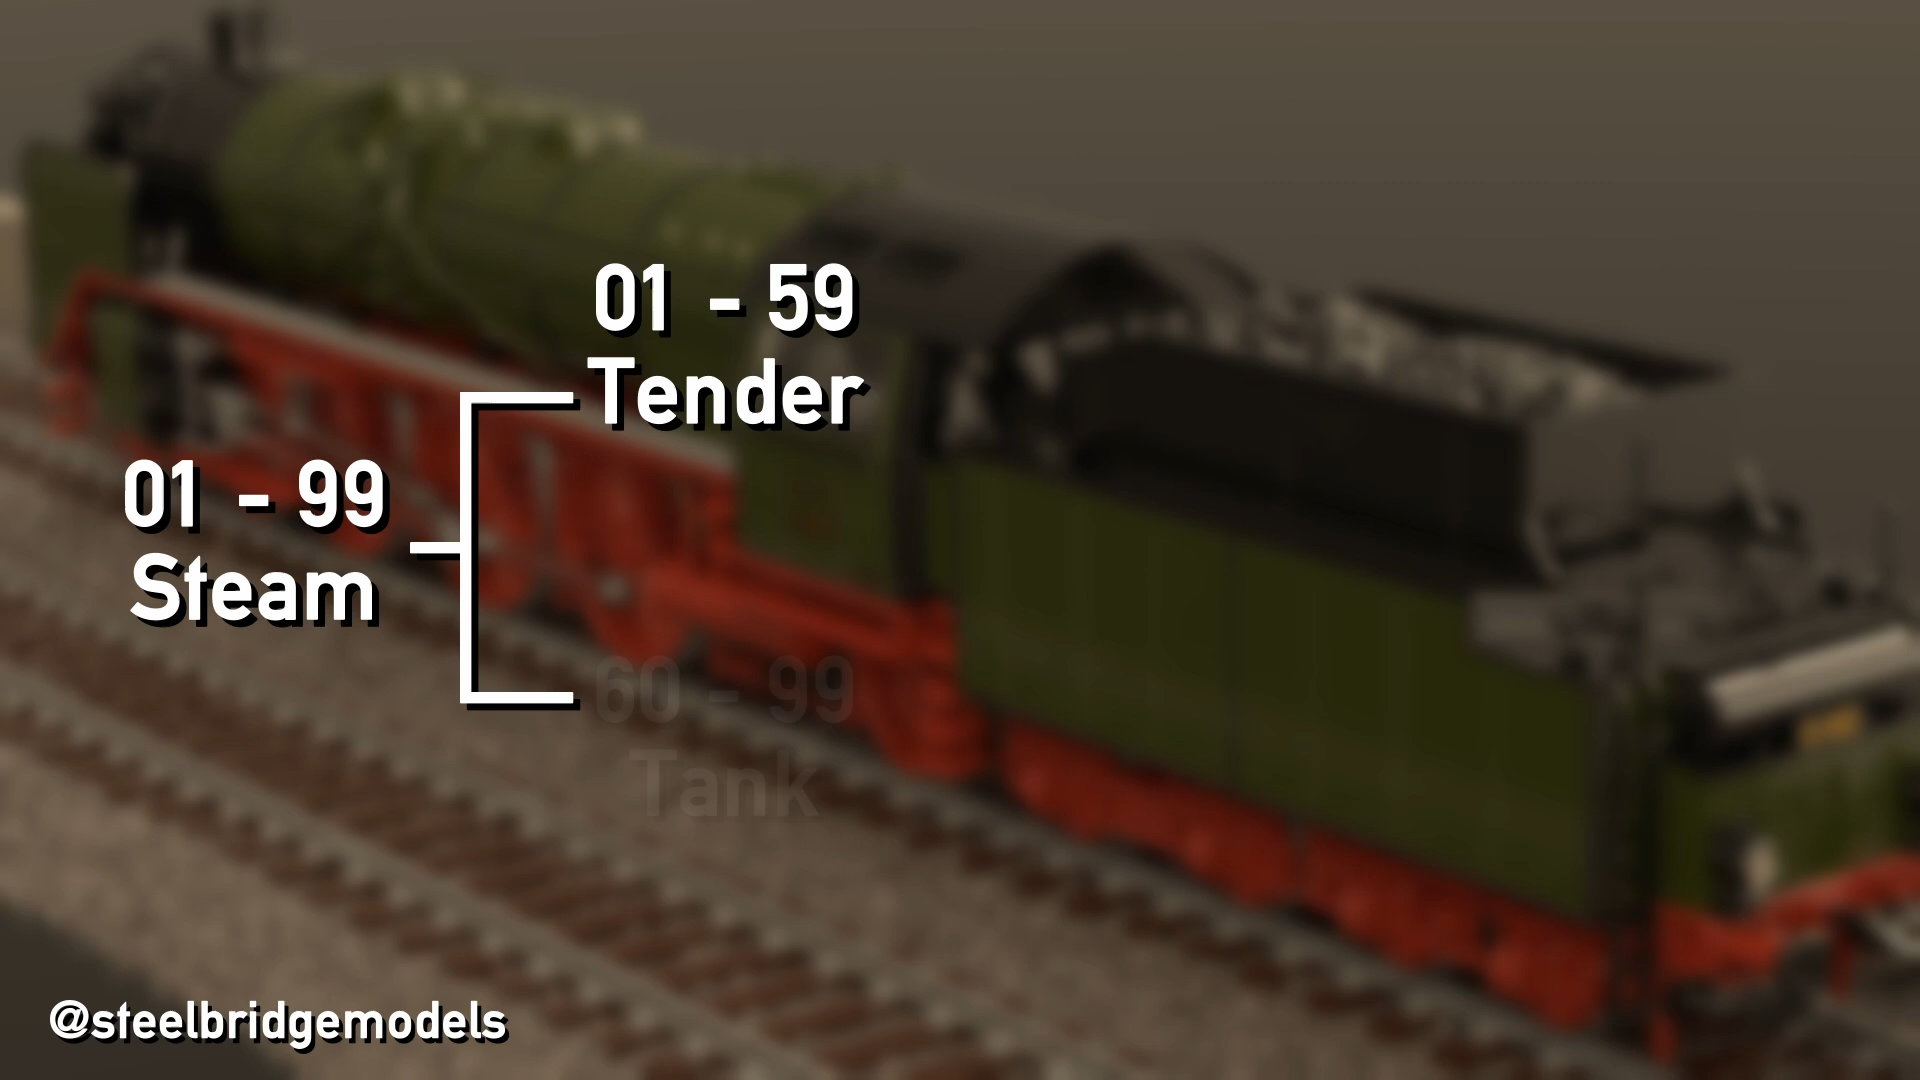 01 - 59
Tender
01 - 99
Steam
60 - 99
Tank
@steelbridgemodels